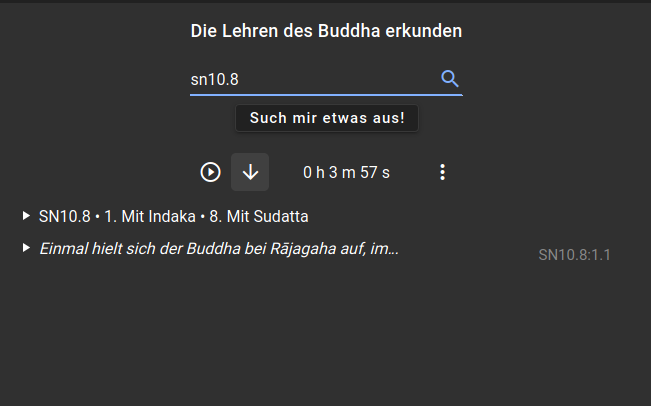 Die Lehren des Buddha erkunden
sn10.8
Such mir etwas aus!
0 h 3 m 57 s
SN10.8 • 1. Mit Indaka • 8. Mit Sudatta
Einmal hielt sich der Buddha bei Rājagaha auf, im...
SN10.8:1.1